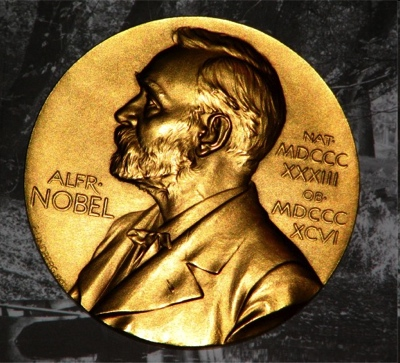 ALFR·
NOBEL
NAT·
MDCCC
XXXIII
OB·
MDCCC
XCVI